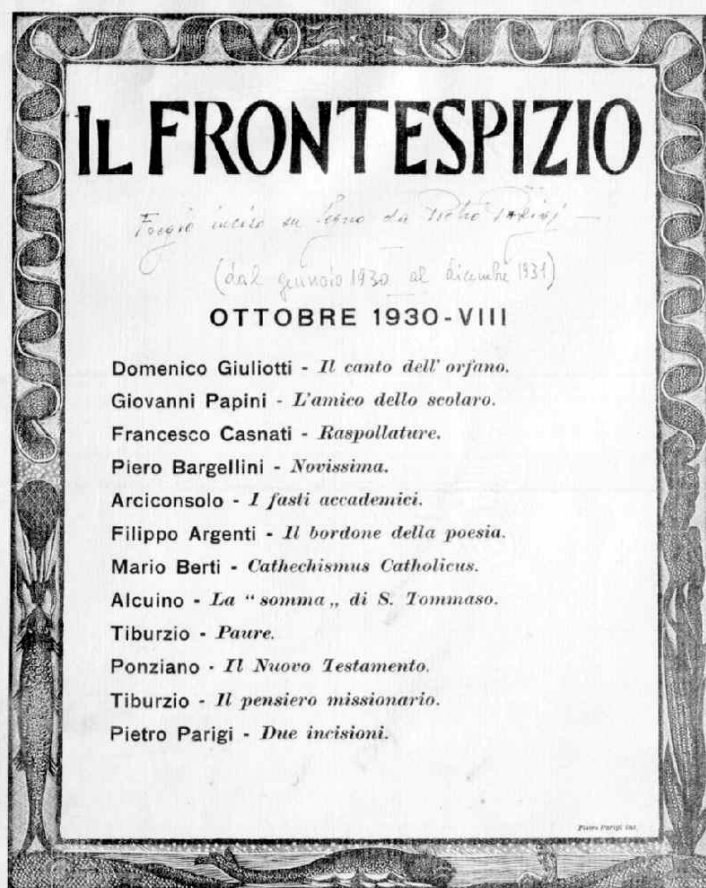 IL FRONTESPIZIO
Fregio inciso su legno da Pietro Parigi —
(dal gennaio 1930 al dicembre 1931)
OTTOBRE 1930-VIII
Domenico Giuliotti - Il canto dell' orfano.
Giovanni Papini - L'amico dello scolaro.
Francesco Casnati - Raspollature.
Piero Bargellini - Novissima.
Arciconsolo - I fasti accademici.
Filippo Argenti - Il bordone della poesia.
Mario Berti - Cathechismus Catholicus.
Alcuino - La “somma„ di S. Tommaso.
Tiburzio - Paure.
Ponziano - Il Nuovo Testamento.
Tiburzio - Il pensiero missionario.
Pietro Parigi - Due incisioni.
Pietro Parigi inc.